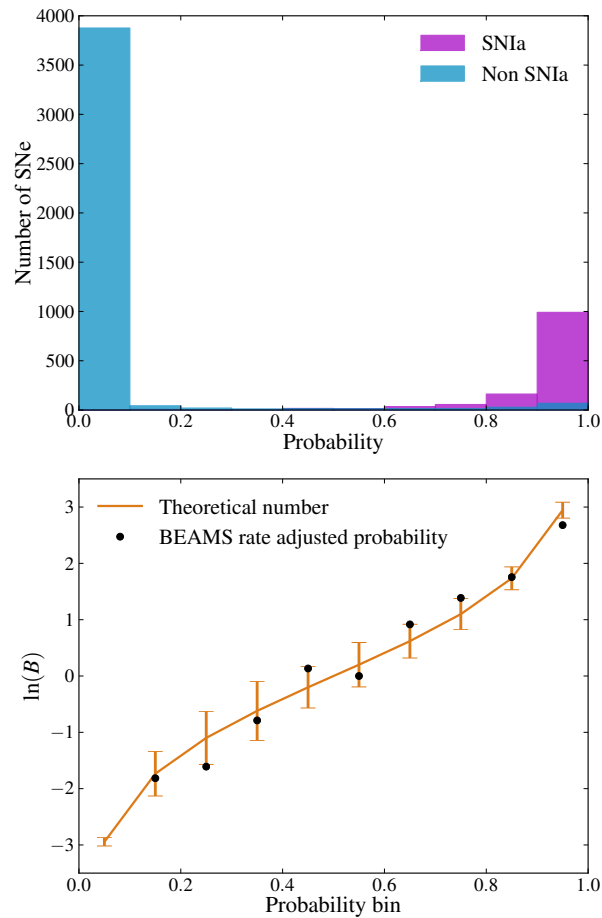 4000
3500
3000
2500
2000
1500
1000
500
0
Number of SNe
SNIa
Non SNIa
0.0 0.2 0.4 0.6 0.8 1.0
Probability
3
2
1
0
−1
−2
−3
ln(B)
Theoretical number
BEAMS rate adjusted probability
0.0 0.2 0.4 0.6 0.8 1.0
Probability bin